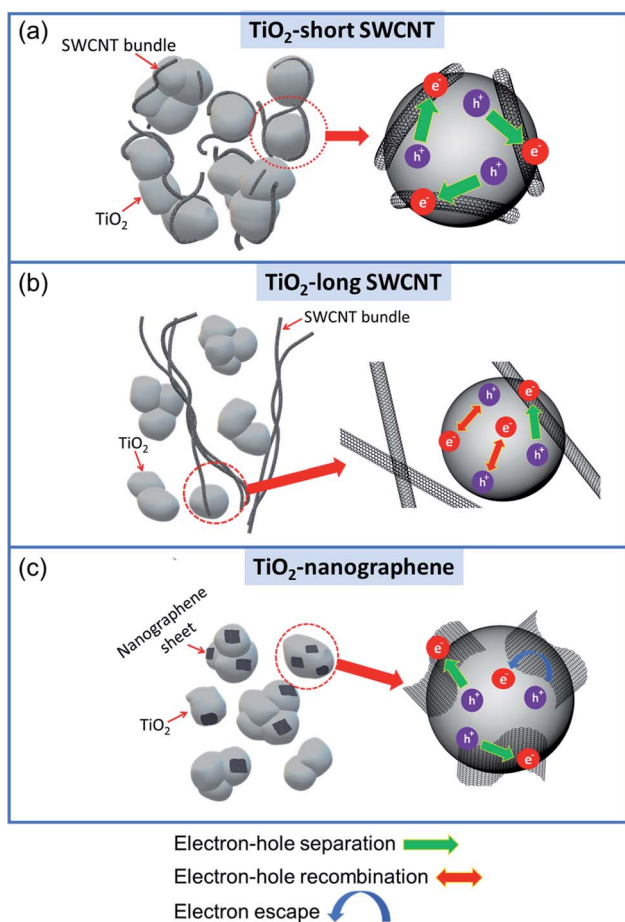 (a)
TiO₂-short SWCNT
SWCNT bundle
TiO₂
e⁻
h⁺
h⁺
e⁻
h⁺
e⁻
(b)
TiO₂-long SWCNT
SWCNT bundle
TiO₂
h⁺
e⁻
e⁻
e⁻
h⁺
h⁺
(c)
TiO₂-nanographene
Nanographene
sheet
TiO₂
e⁻
e⁻
h⁺
h⁺
h⁺
e⁻
Electron-hole separation
Electron-hole recombination
Electron escape